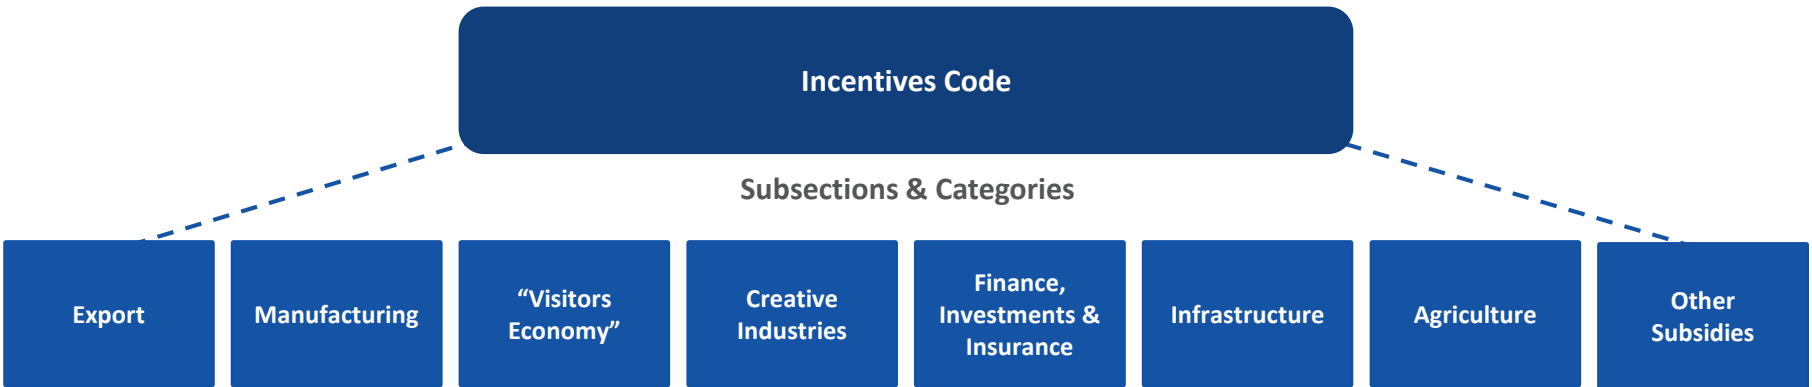 Incentives Code
Subsections & Categories
Export
Manufacturing
“Visitors
Economy”
Creative
Industries
Finance,
Investments &
Insurance
Infrastructure
Agriculture
Other
Subsidies